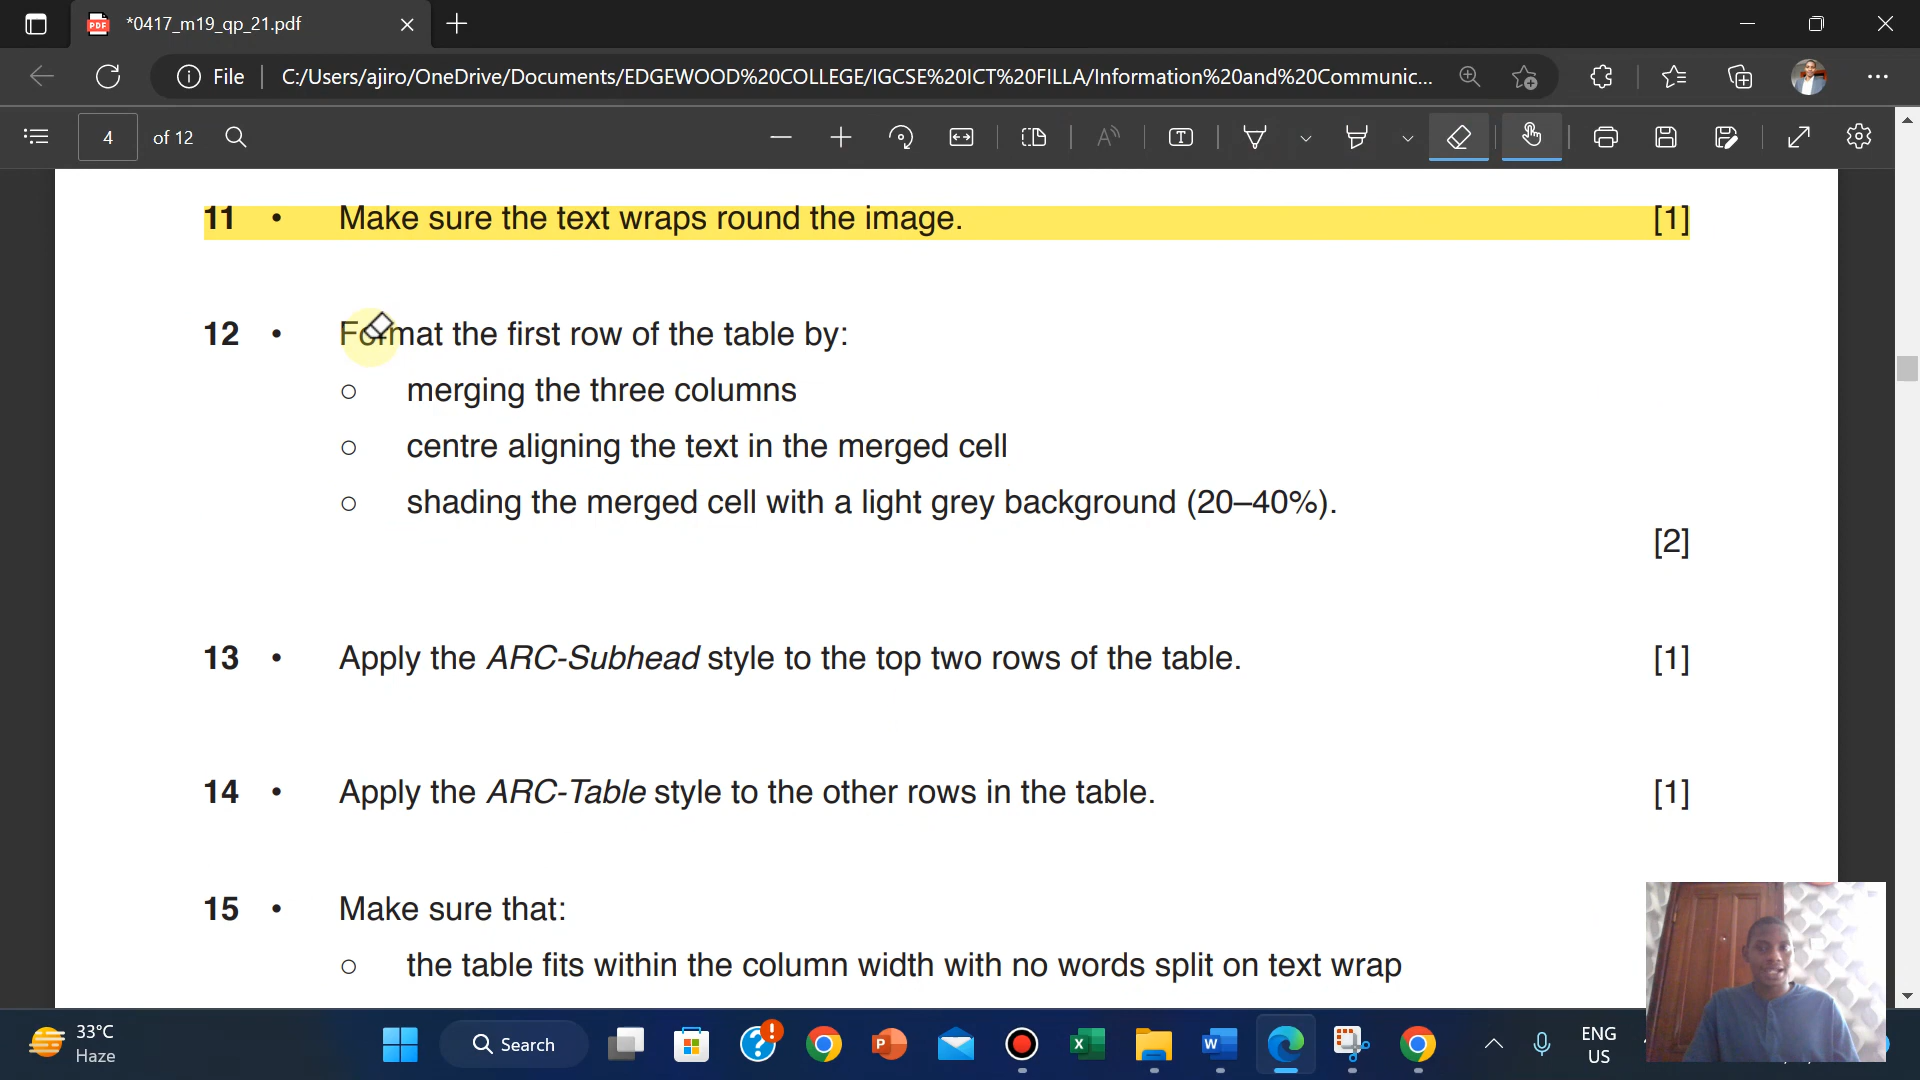 *0417_m19_qp_21.pdf
File
C:/Users/ajiro/OneDrive/Documents/EDGEWOOD%20COLLEGE/IGCSE%20ICT%20FILLA/Information%20and%20Communic...
4 of 12
11 • Make sure the text wraps round the image. [1]
12 • Format the first row of the table by:
○ merging the three columns
○ centre aligning the text in the merged cell
○ shading the merged cell with a light grey background (20–40%).
[2]
13 • Apply the ARC-Subhead style to the top two rows of the table. [1]
14 • Apply the ARC-Table style to the other rows in the table. [1]
15 • Make sure that:
○ the table fits within the column width with no words split on text wrap
33°C
Haze
Search
ENG
US